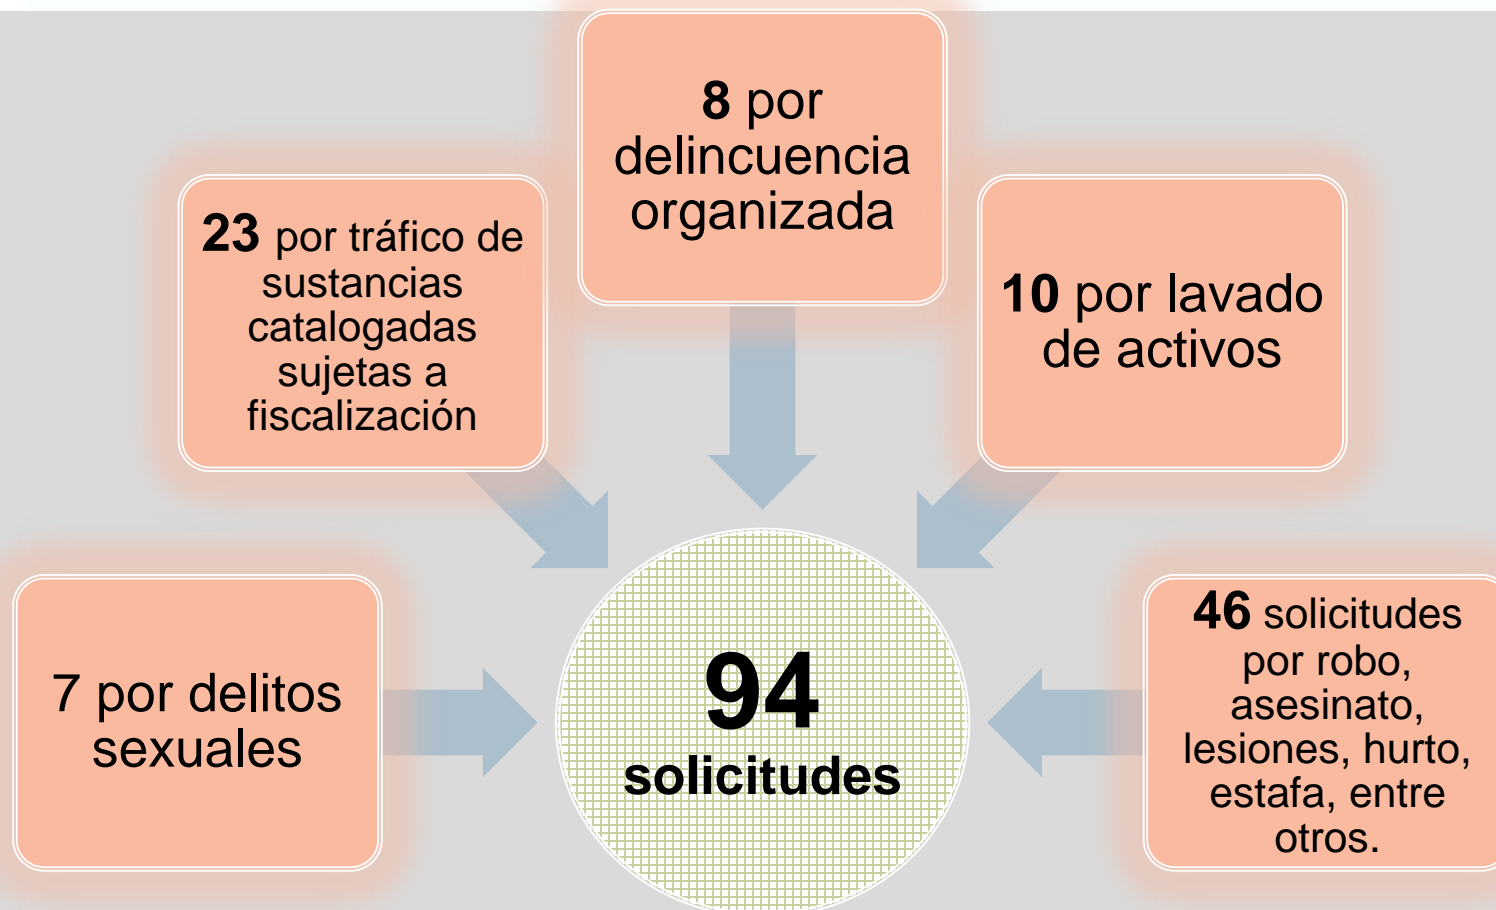 8 por
delincuencia
organizada
23 por tráfico de
sustancias
catalogadas
sujetas a
fiscalización
10 por lavado
de activos
7 por delitos
sexuales
94
solicitudes
46 solicitudes
por robo,
asesinato,
lesiones, hurto,
estafa, entre
otros.